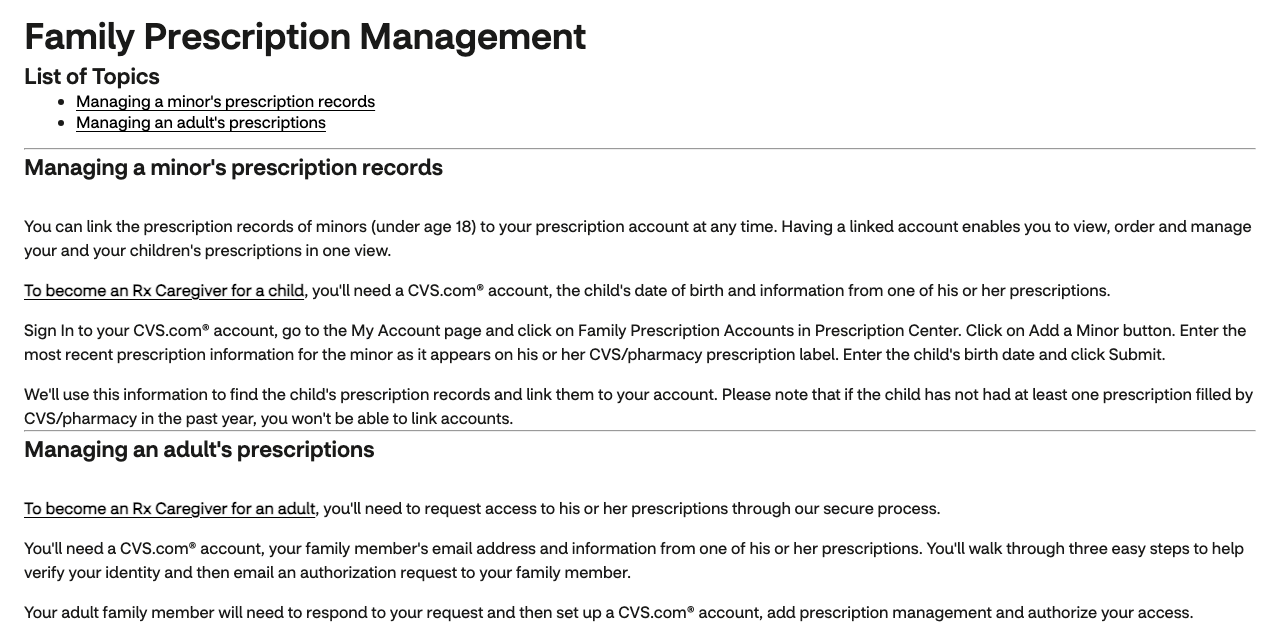 Family Prescription Management
List of Topics
Managing a minor's prescription records
Managing an adult's prescriptions
Managing a minor's prescription records
You can link the prescription records of minors (under age 18) to your prescription account at any time. Having a linked account enables you to view, order and manage
your and your children's prescriptions in one view.
To become an Rx Caregiver for a child, you'll need a CVS.com® account, the child's date of birth and information from one of his or her prescriptions.
Sign In to your CVS.com® account, go to the My Account page and click on Family Prescription Accounts in Prescription Center. Click on Add a Minor button. Enter the
most recent prescription information for the minor as it appears on his or her CVS/pharmacy prescription label. Enter the child's birth date and click Submit.
We'll use this information to find the child's prescription records and link them to your account. Please note that if the child has not had at least one prescription filled by
CVS/pharmacy in the past year, you won't be able to link accounts.
Managing an adult's prescriptions
To become an Rx Caregiver for an adult, you'll need to request access to his or her prescriptions through our secure process.
You'll need a CVS.com® account, your family member's email address and information from one of his or her prescriptions. You'll walk through three easy steps to help
verify your identity and then email an authorization request to your family member.
Your adult family member will need to respond to your request and then set up a CVS.com® account, add prescription management and authorize your access.